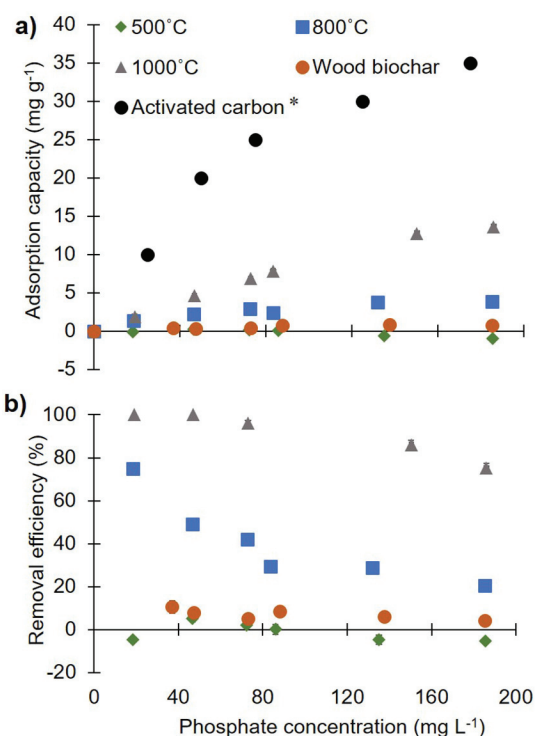 a)
500˚C
800˚C
1000˚C
Wood biochar
Activated carbon *
Adsorption capacity (mg g-1)
40
35
30
25
20
15
10
5
0
-5
b)
Removal efficiency (%)
100
80
60
40
20
0
-20
0
40
80
120
160
200
Phosphate concentration (mg L-1)